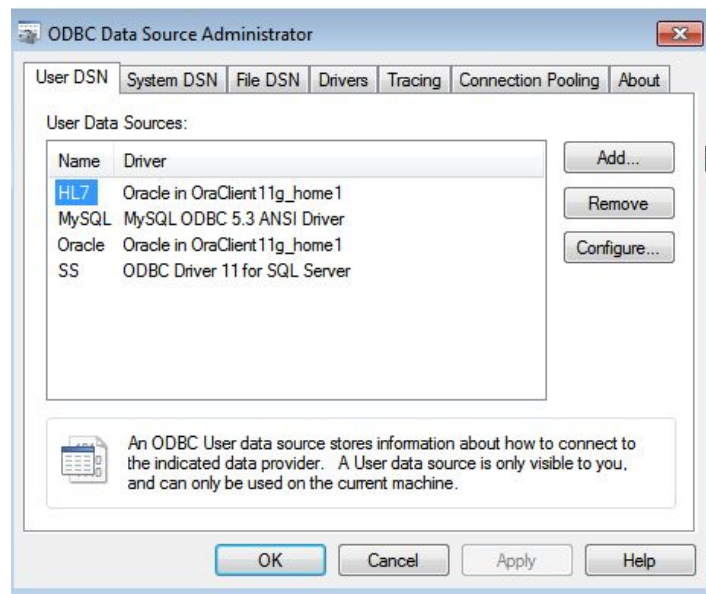 ODBC Data Source Administrator
User DSN System DSN File DSN Drivers Tracing Connection Pooling About
User Data Sources:
Name Driver
HL7 Oracle in OraClient11g_home1
MySQL MySQL ODBC 5.3 ANSI Driver
Oracle Oracle in OraClient11g_home1
SS ODBC Driver 11 for SQL Server
Add...
Remove
Configure...
An ODBC User data source stores information about how to connect to
the indicated data provider. A User data source is only visible to you,
and can only be used on the current machine.
OK Cancel Apply Help